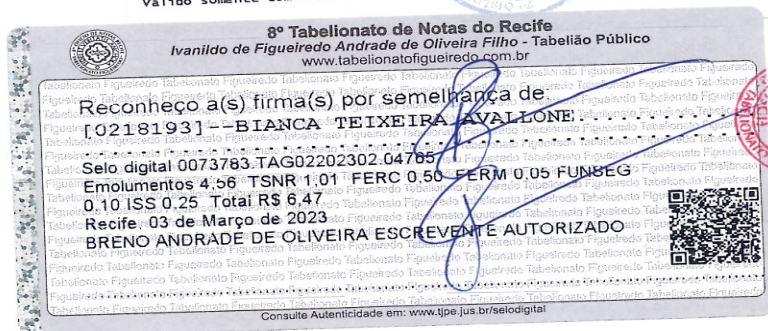 8º Tabelionato de Notas do Recife
Ivanildo de Figueiredo Andrade de Oliveira Filho - Tabelião Público
www.tabelionatofigueiredo.com.br
Reconheço a(s) firma(s) por semelhança de:
[0218193]--BIANCA TEIXEIRA AVALLONE
Selo digital 0073783.TAG02202302.04765
Emolumentos 4,56 TSNR 1,01 FERC 0,50 FERM 0,05 FUNSEG
0,10 ISS 0,25 Total R$ 6,47
Recife, 03 de Março de 2023
BRENO ANDRADE DE OLIVEIRA ESCREVENTE AUTORIZADO
Consulte Autenticidade em: www.tjpe.jus.br/selodigital